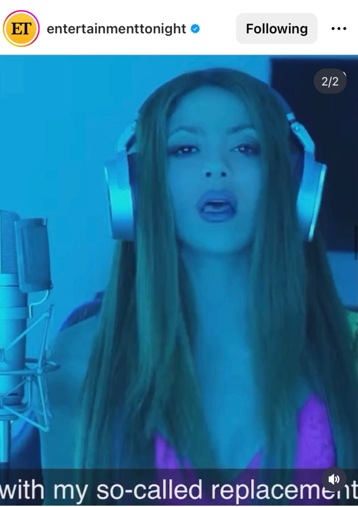 ET
entertainmenttonight
Following
2/2
with my so-called replacement